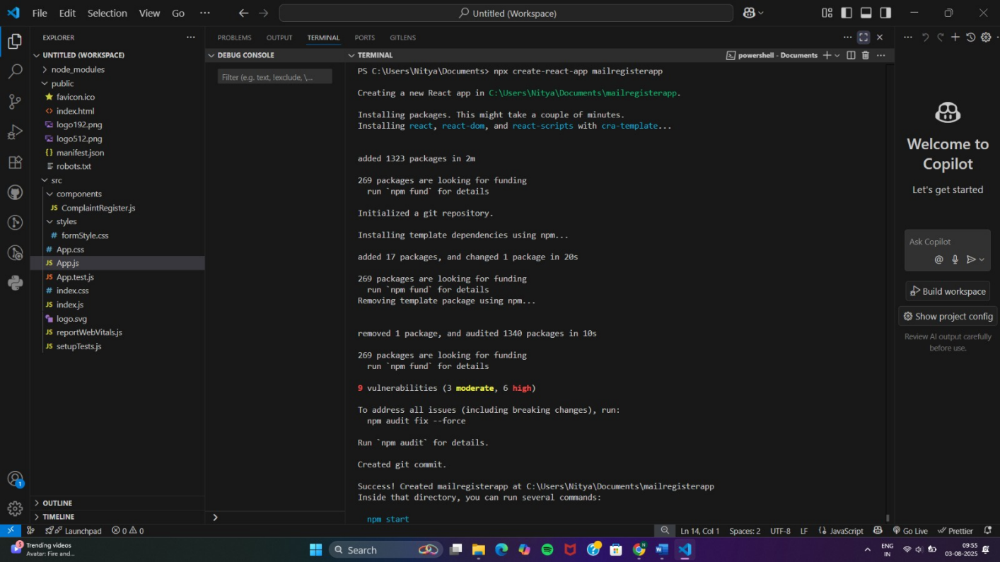 File Edit Selection View Go ··· Untitled (Workspace)
EXPLORER ···
UNTITLED (WORKSPACE)
node_modules
public
favicon.ico
index.html
logo192.png
logo512.png
{} manifest.json
robots.txt
src
components
JS ComplaintRegister.js
styles
# formStyle.css
# App.css
JS App.js
JS App.test.js
# index.css
JS index.js
logo.svg
JS reportWebVitals.js
JS setupTests.js
OUTLINE
TIMELINE
PROBLEMS OUTPUT TERMINAL PORTS GITLENS
DEBUG CONSOLE
Filter (e.g. text, !exclude, \...
TERMINAL
powershell - Documents
PS C:\Users\Nitya\Documents> npx create-react-app mailregisterapp
Creating a new React app in C:\Users\Nitya\Documents\mailregisterapp.
Installing packages. This might take a couple of minutes.
Installing react, react-dom, and react-scripts with cra-template...
added 1323 packages in 2m
269 packages are looking for funding
run `npm fund` for details
Initialized a git repository.
Installing template dependencies using npm...
added 17 packages, and changed 1 package in 20s
269 packages are looking for funding
run `npm fund` for details
Removing template package using npm...
removed 1 package, and audited 1340 packages in 10s
269 packages are looking for funding
run `npm fund` for details
9 vulnerabilities (3 moderate, 6 high)
To address all issues (including breaking changes), run:
npm audit fix --force
Run `npm audit` for details.
Created git commit.
Success! Created mailregisterapp at C:\Users\Nitya\Documents\mailregisterapp
Inside that directory, you can run several commands:
npm start
Welcome to
Copilot
Let's get started
Ask Copilot
@
Build workspace
Show project config
Review AI output carefully
before use.
1
Launchpad 0 0 Ln 14, Col 1 Spaces: 2 UTF-8 LF {} JavaScript Go Live Prettier
5
Trending videos
Avatar: Fire and...
Search
ENG
IN
09:55
03-08-2025